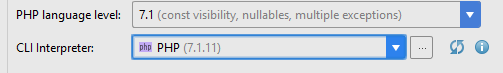 PHP language level: 7.1 (const visibility, nullables, multiple exceptions)
CLI Interpreter: php PHP (7.1.11) ...